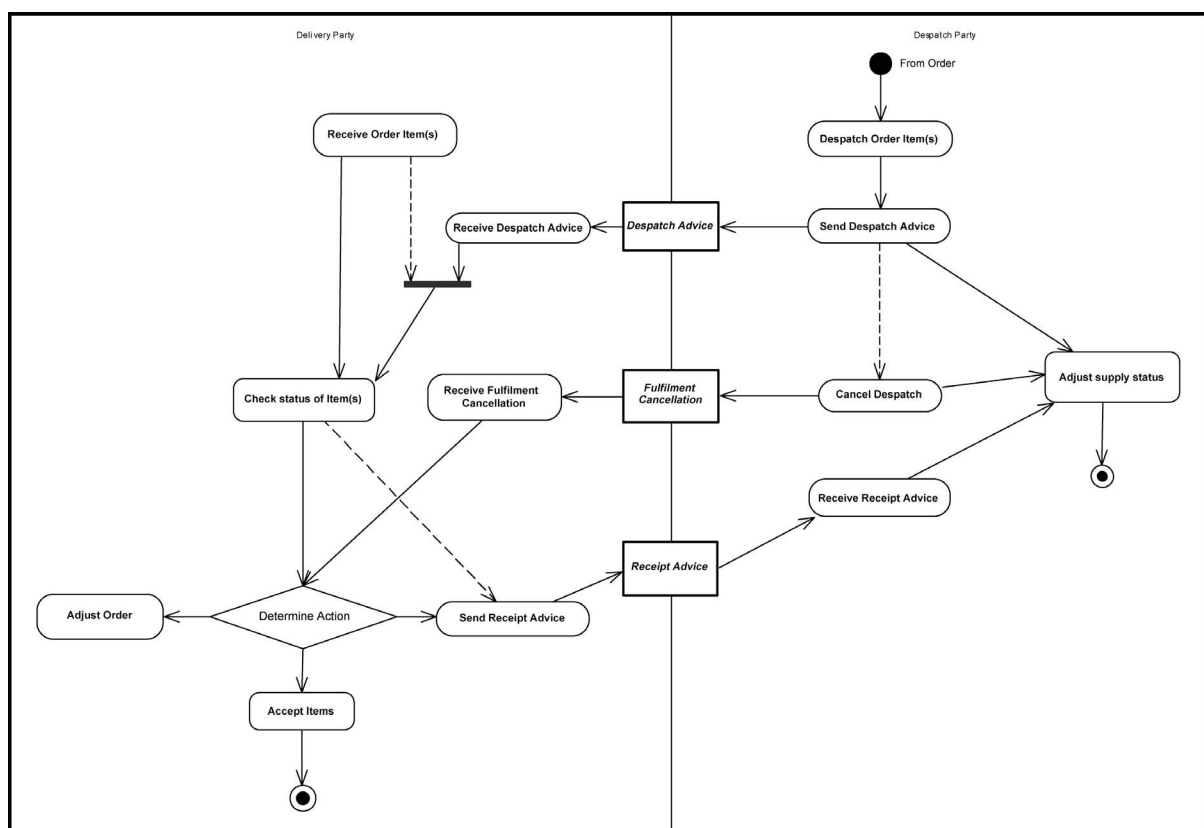 Delivery Party
Despatch Party
From Order
Receive Order Item(s)
Despatch Order Item(s)
Receive Despatch Advice
Despatch Advice
Send Despatch Advice
Check status of Item(s)
Receive Fulfilment
Cancellation
Fulfilment
Cancellation
Cancel Despatch
Adjust supply status
Receive Receipt Advice
Receipt Advice
Adjust Order
Determine Action
Send Receipt Advice
Accept Items